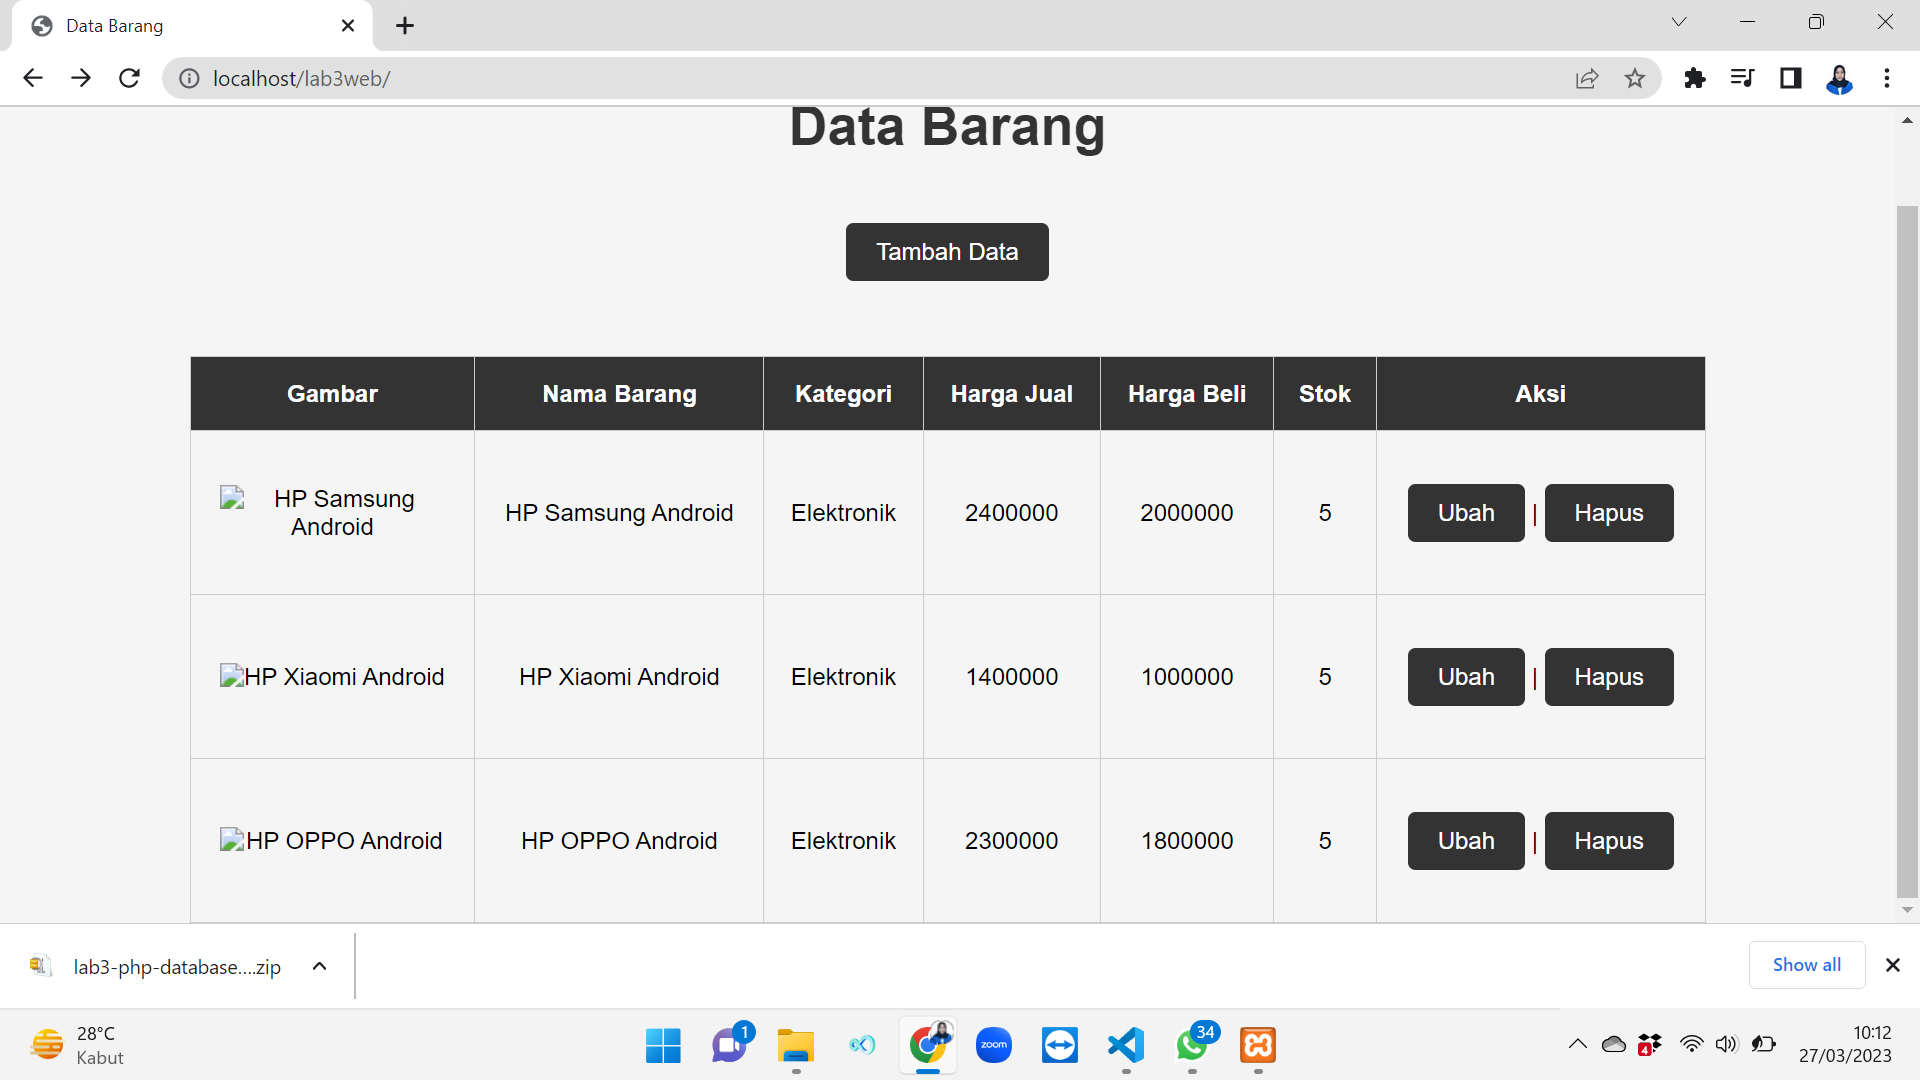 Data Barang
localhost/lab3web/
Data Barang
Tambah Data
Gambar Nama Barang Kategori Harga Jual Harga Beli Stok Aksi
HP Samsung
Android
HP Samsung Android Elektronik 2400000 2000000 5 Ubah | Hapus
HP Xiaomi Android HP Xiaomi Android Elektronik 1400000 1000000 5 Ubah | Hapus
HP OPPO Android HP OPPO Android Elektronik 2300000 1800000 5 Ubah | Hapus
lab3-php-database....zip
Show all
28°C
Kabut
1
zoom
34
4
10:12
27/03/2023